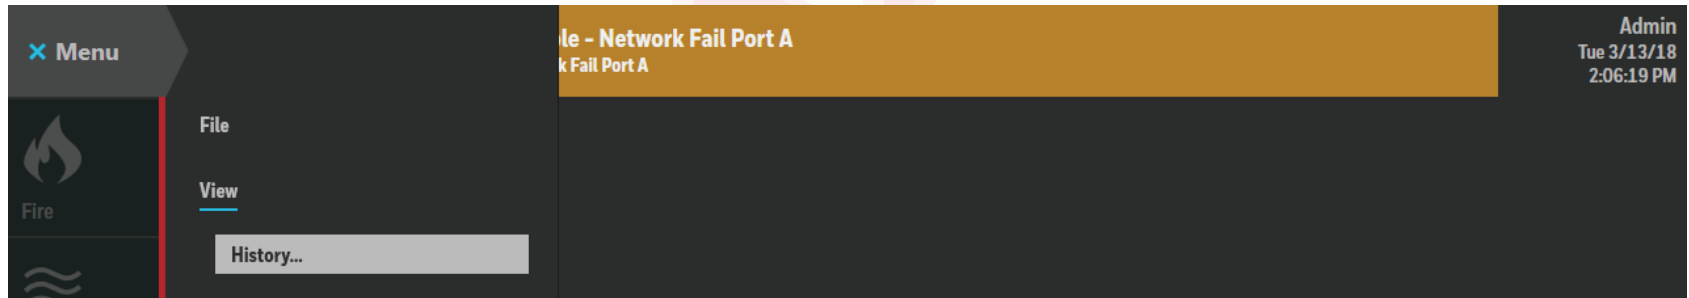 × Menu
le - Network Fail Port A
k Fail Port A
Admin
Tue 3/13/18
2:06:19 PM
File
View
History...
Fire